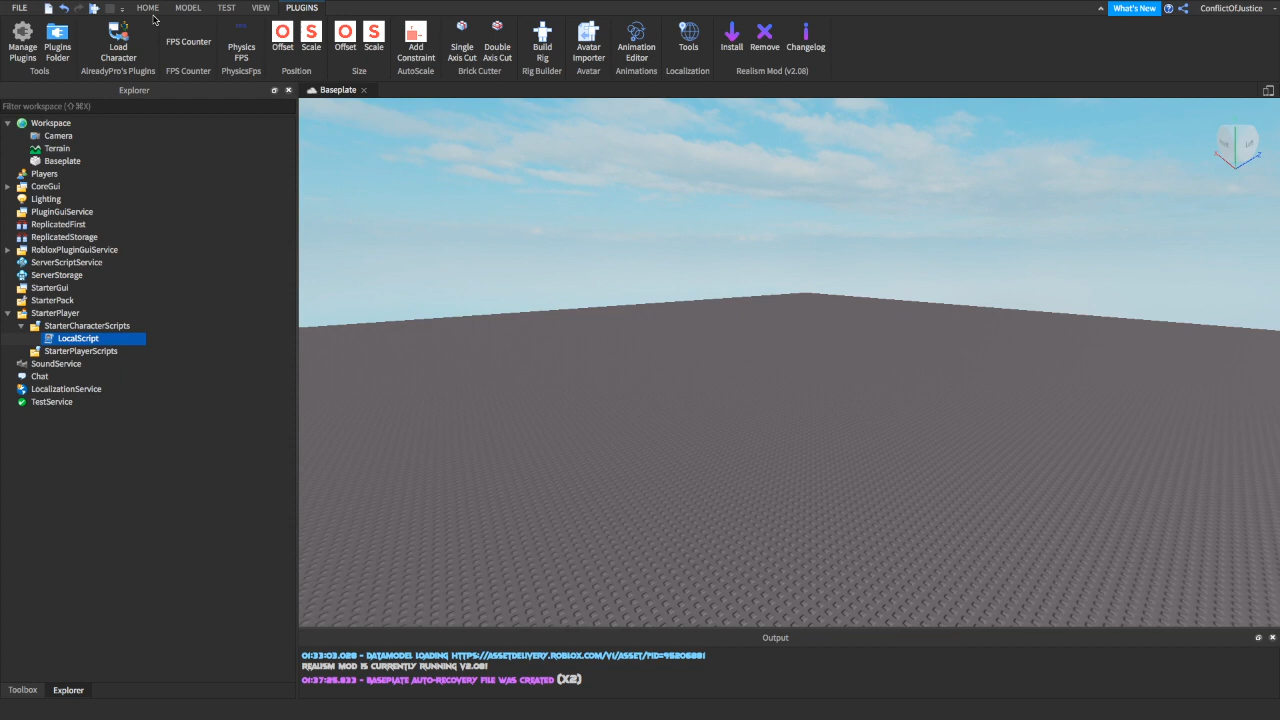 FILE HOME MODEL TEST VIEW PLUGINS What's New ConflictOfJustice
Manage Plugins
Plugins Folder
Tools
Load Character
AlreadyPro's Plugins
FPS Counter
FPS Counter
Physics FPS
PhysicsFps
Offset Scale
Position
Offset Scale
Size
Add Constraint
AutoScale
Single Axis Cut
Double Axis Cut
Brick Cutter
Build Rig
Rig Builder
Avatar Importer
Avatar
Animation Editor
Animations
Tools
Localization
Install Remove Changelog
Realism Mod (v2.08)
Explorer
Baseplate
Filter workspace (⇧⌘X)
Workspace
Camera
Terrain
Baseplate
Players
CoreGui
Lighting
PluginGuiService
ReplicatedFirst
ReplicatedStorage
RobloxPluginGuiService
ServerScriptService
ServerStorage
StarterGui
StarterPack
StarterPlayer
StarterCharacterScripts
LocalScript
StarterPlayerScripts
SoundService
Chat
LocalizationService
TestService
Output
01:33:03.028 - DATAMODEL LOADING HTTPS://ASSETDELIVERY.ROBLOX.COM/V1/ASSET/?ID=95206881
REALISM MOD IS CURRENTLY RUNNING V2.08!
01:37:25.833 - BASEPLATE AUTO-RECOVERY FILE WAS CREATED (X2)
Toolbox Explorer